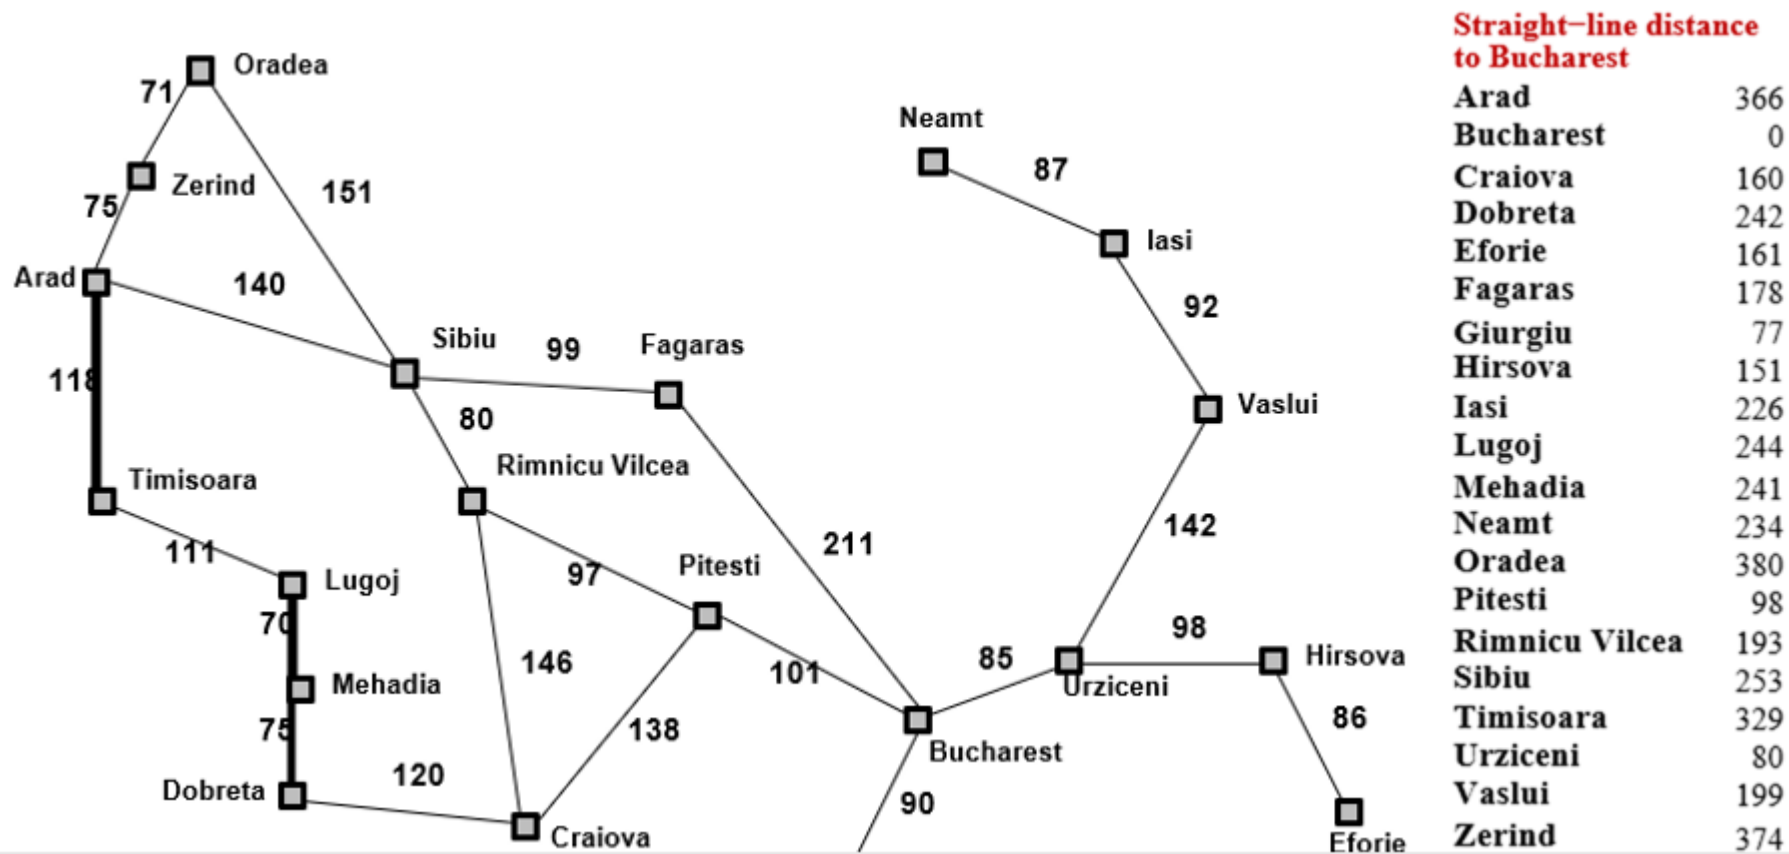 Oradea
71
Zerind
75
151
Arad
140
118
Sibiu
99
Fagaras
80
Rimnicu Vilcea
Timisoara
111
Lugoj
70
Mehadia
75
Dobreta
120
Craiova
97
146
138
Pitesti
211
101
Bucharest
90
85
Urziceni
98
Hirsova
86
Eforie
142
Vaslui
92
Iasi
87
Neamt
Straight−line distance
to Bucharest
Arad 366
Bucharest 0
Craiova 160
Dobreta 242
Eforie 161
Fagaras 178
Giurgiu 77
Hirsova 151
Iasi 226
Lugoj 244
Mehadia 241
Neamt 234
Oradea 380
Pitesti 98
Rimnicu Vilcea 193
Sibiu 253
Timisoara 329
Urziceni 80
Vaslui 199
Zerind 374